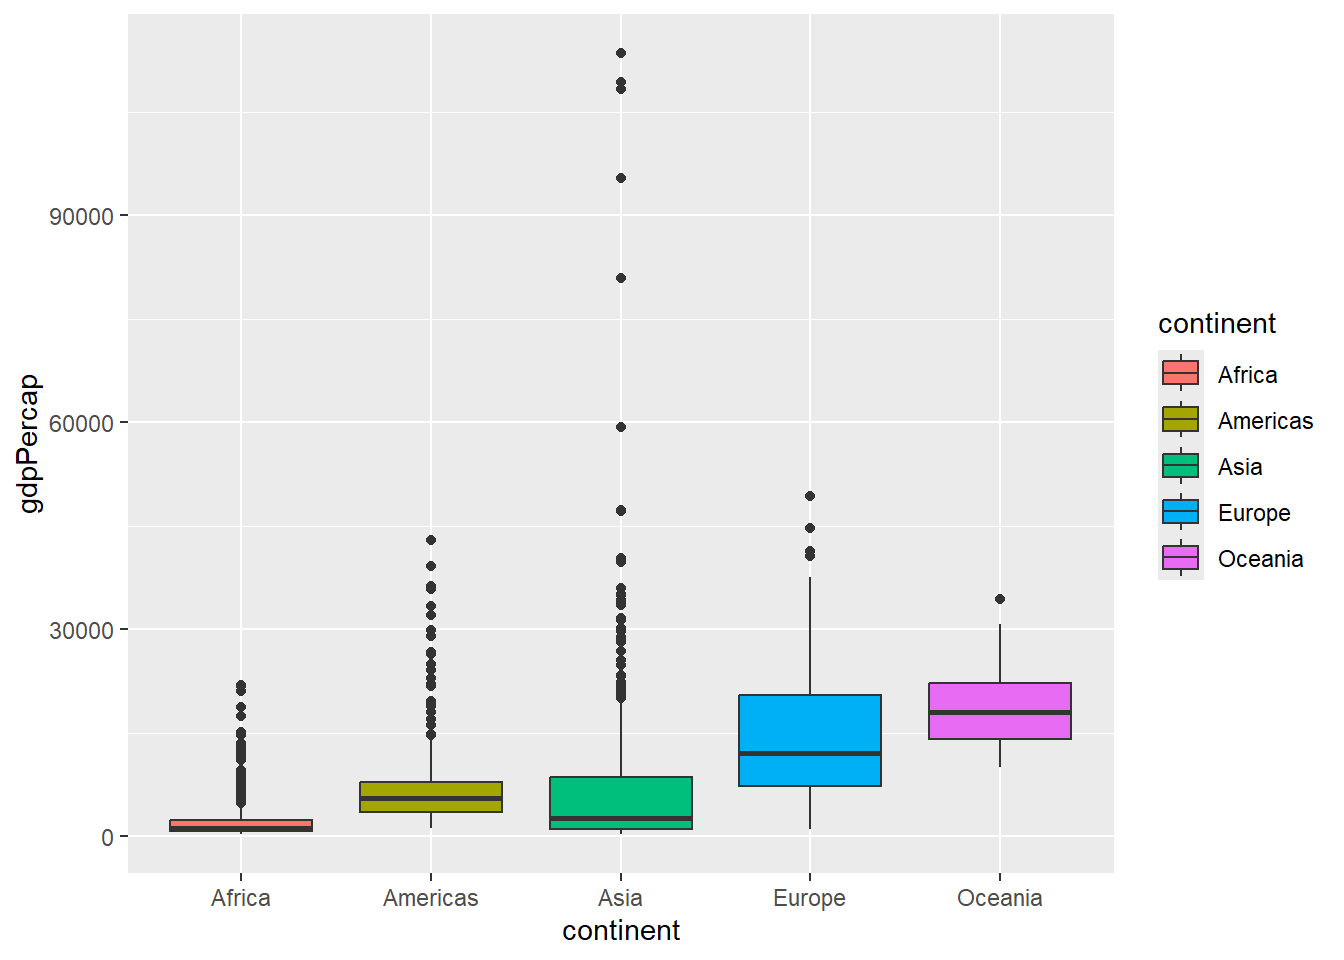 gdpPercap
90000
60000
30000
0
Africa
Americas
Asia
Europe
Oceania
continent
continent
Africa
Americas
Asia
Europe
Oceania